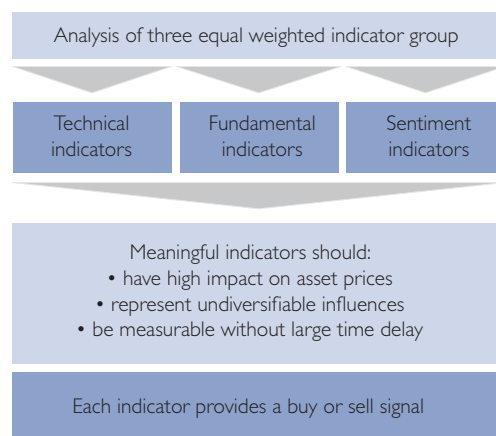 Analysis of three equal weighted indicator group
Technical
indicators
Fundamental
indicators
Sentiment
indicators
Meaningful indicators should:
• have high impact on asset prices
• represent undiversifiable influences
• be measurable without large time delay
Each indicator provides a buy or sell signal